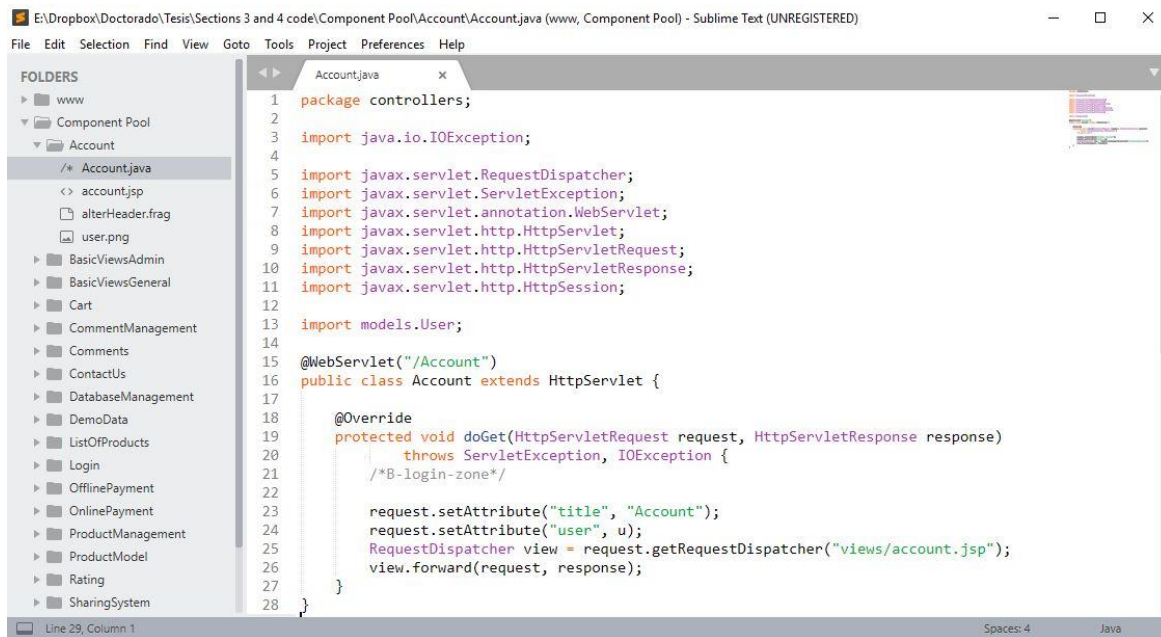 E:\Dropbox\Doctorado\Tesis\Sections 3 and 4 code\Component Pool\Account\Account.java (www, Component Pool) - Sublime Text (UNREGISTERED)
File Edit Selection Find View Goto Tools Project Preferences Help
FOLDERS
www
Component Pool
Account
/* Account.java
<> account.jsp
alterHeader.frag
user.png
BasicViewsAdmin
BasicViewsGeneral
Cart
CommentManagement
Comments
ContactUs
DatabaseManagement
DemoData
ListOfProducts
Login
OfflinePayment
OnlinePayment
ProductManagement
ProductModel
Rating
SharingSystem
Account.java
1 package controllers;
2
3 import java.io.IOException;
4
5 import javax.servlet.RequestDispatcher;
6 import javax.servlet.ServletException;
7 import javax.servlet.annotation.WebServlet;
8 import javax.servlet.http.HttpServlet;
9 import javax.servlet.http.HttpServletRequest;
10 import javax.servlet.http.HttpServletResponse;
11 import javax.servlet.http.HttpSession;
12
13 import models.User;
14
15 @WebServlet("/Account")
16 public class Account extends HttpServlet {
17
18     @Override
19     protected void doGet(HttpServletRequest request, HttpServletResponse response)
20             throws ServletException, IOException {
21         /*B-login-zone*/
22
23         request.setAttribute("title", "Account");
24         request.setAttribute("user", u);
25         RequestDispatcher view = request.getRequestDispatcher("views/account.jsp");
26         view.forward(request, response);
27     }
28 }
Line 29, Column 1
Spaces: 4
Java